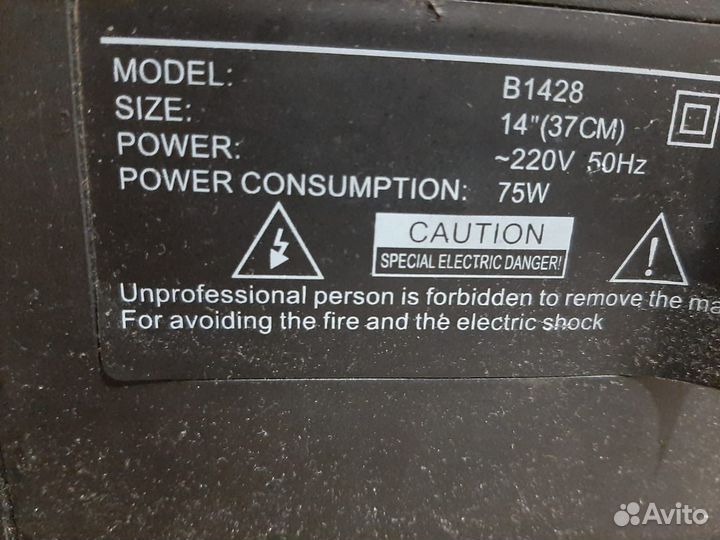 MODEL: B1428
SIZE: 14"(37CM)
POWER: ~220V 50Hz
POWER CONSUMPTION: 75W
CAUTION
SPECIAL ELECTRIC DANGER!
Unprofessional person is forbidden to remove the
For avoiding the fire and the electric shock
Avito